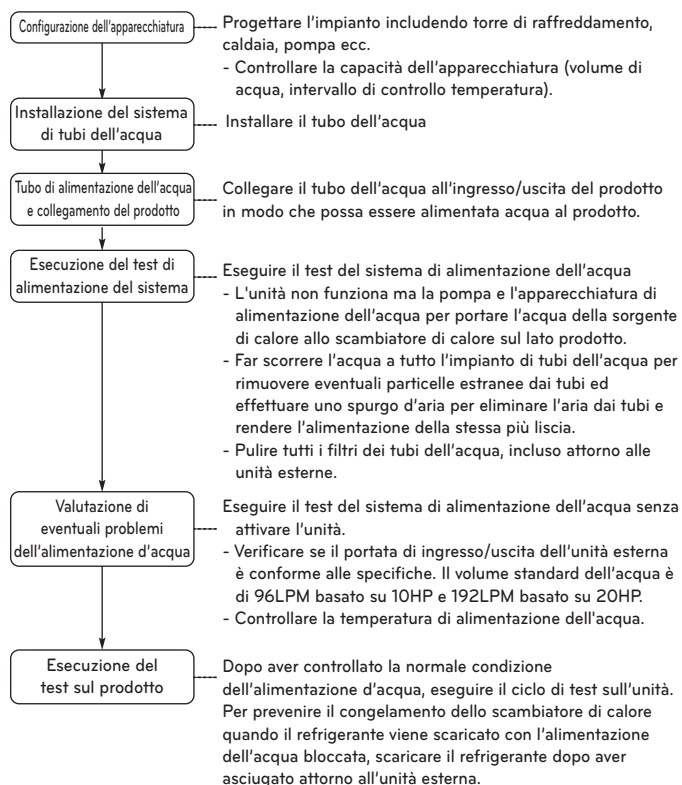 Configurazione dell'apparecchiatura
Progettare l'impianto includendo torre di raffreddamento,
caldaia, pompa ecc.
- Controllare la capacità dell'apparecchiatura (volume di
acqua, intervallo di controllo temperatura).
Installazione del sistema
di tubi dell'acqua
Installare il tubo dell'acqua
Tubo di alimentazione dell'acqua
e collegamento del prodotto
Collegare il tubo dell'acqua all'ingresso/uscita del prodotto
in modo che possa essere alimentata acqua al prodotto.
Esecuzione del test di
alimentazione del sistema
Eseguire il test del sistema di alimentazione dell'acqua
- L'unità non funziona ma la pompa e l'apparecchiatura di
alimentazione dell'acqua per portare l'acqua della sorgente
di calore allo scambiatore di calore sul lato prodotto.
- Far scorrere l'acqua a tutto l'impianto di tubi dell'acqua per
rimuovere eventuali particelle estranee dai tubi ed
effettuare uno spurgo d'aria per eliminare l'aria dai tubi e
rendere l'alimentazione della stessa più liscia.
- Pulire tutti i filtri dei tubi dell'acqua, incluso attorno alle
unità esterne.
Valutazione di
eventuali problemi
dell'alimentazione d'acqua
Eseguire il test del sistema di alimentazione dell'acqua senza
attivare l'unità.
- Verificare se il portata di ingresso/uscita dell'unità esterna
è conforme alle specifiche. Il volume standard dell'acqua è
di 96LPM basato su 10HP e 192LPM basato su 20HP.
- Controllare la temperatura di alimentazione dell'acqua.
Esecuzione del
test sul prodotto
Dopo aver controllato la normale condizione
dell'alimentazione d'acqua, eseguire il ciclo di test sull'unità.
Per prevenire il congelamento dello scambiatore di calore
quando il refrigerante viene scaricato con l'alimentazione
dell'acqua bloccata, scaricare il refrigerante dopo aver
asciugato attorno all'unità esterna.